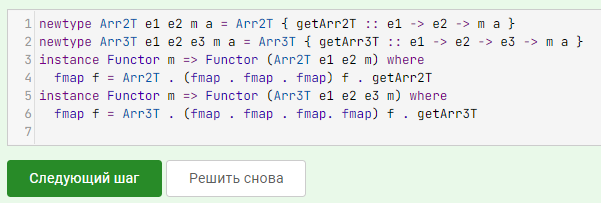 1 newtype Arr2T e1 e2 m a = Arr2T { getArr2T :: e1 -> e2 -> m a }
2 newtype Arr3T e1 e2 e3 m a = Arr3T { getArr3T :: e1 -> e2 -> e3 -> m a }
3 instance Functor m => Functor (Arr2T e1 e2 m) where
4   fmap f = Arr2T . (fmap . fmap . fmap) f . getArr2T
5 instance Functor m => Functor (Arr3T e1 e2 e3 m) where
6   fmap f = Arr3T . (fmap . fmap . fmap. fmap) f . getArr3T
7
Следующий шаг Решить снова